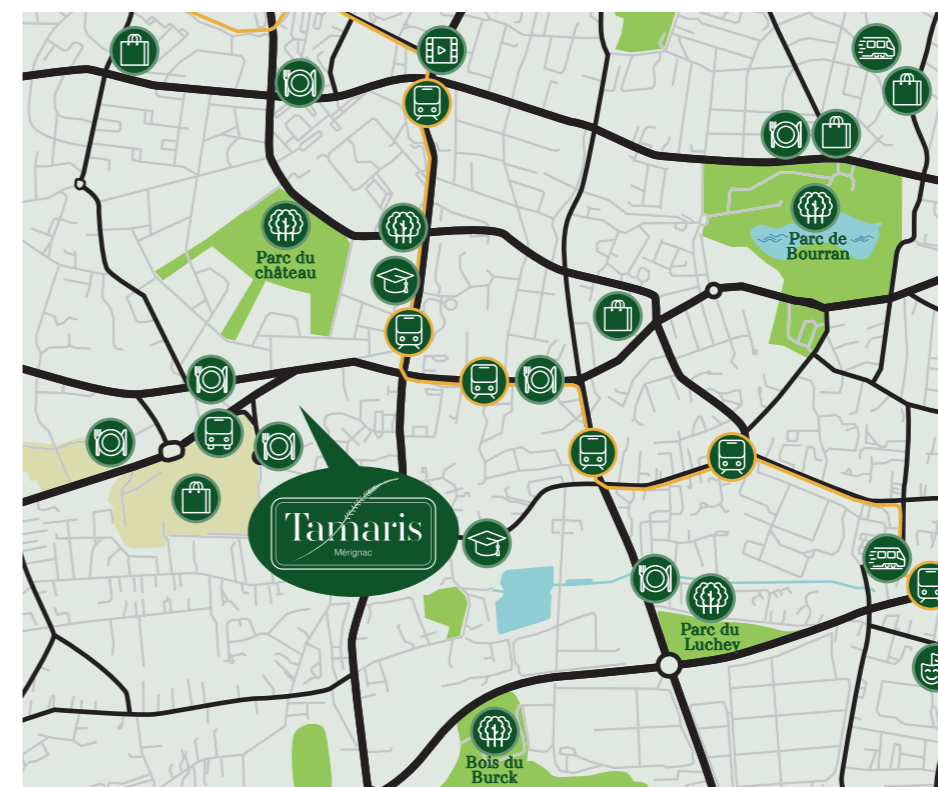 Parc de
Bourran
Parc du
château
Tamaris
Mérignac
Parc du
Luchey
Bois du
Burck